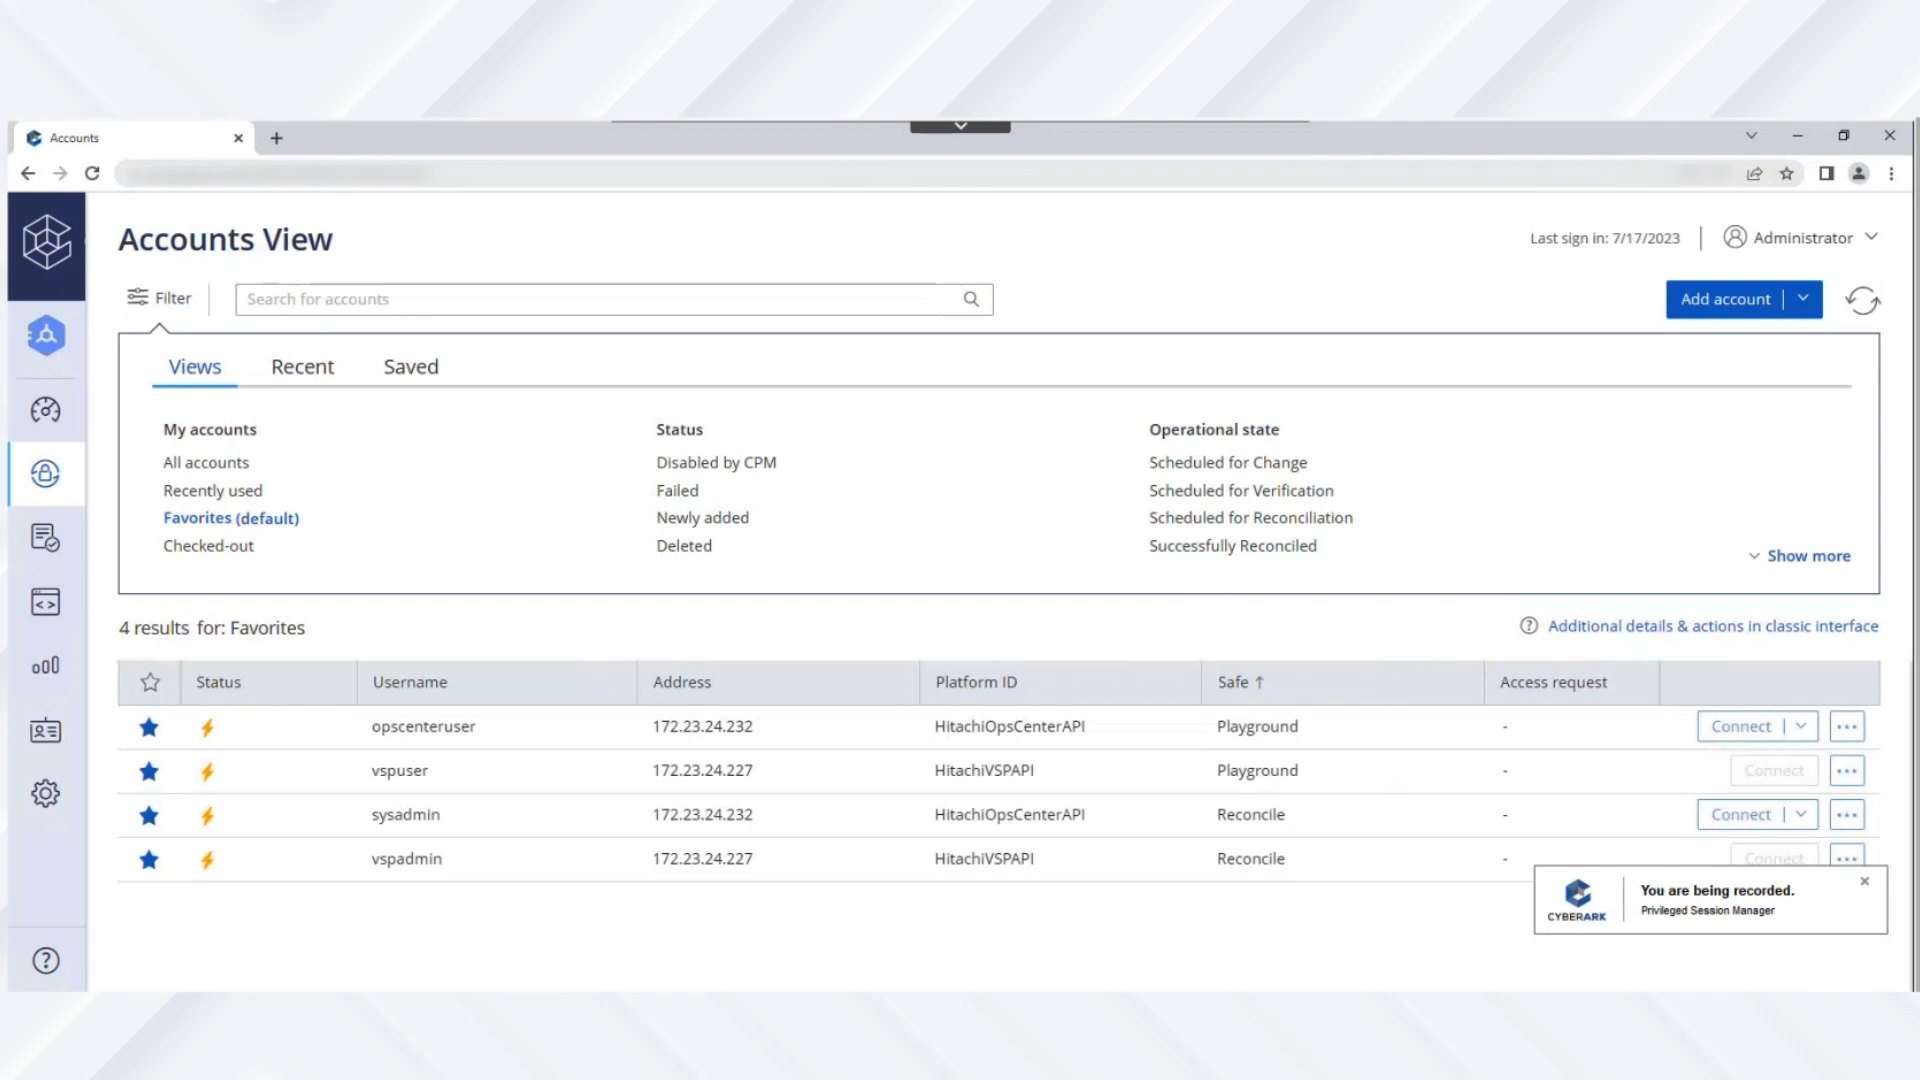 Accounts
Accounts View
Last sign in: 7/17/2023
Administrator
Filter
Search for accounts
Add account
Views
Recent
Saved
My accounts
Status
Operational state
All accounts
Disabled by CPM
Scheduled for Change
Recently used
Failed
Scheduled for Verification
Favorites (default)
Newly added
Scheduled for Reconciliation
Checked-out
Deleted
Successfully Reconciled
Show more
4 results for: Favorites
Additional details & actions in classic interface
Status Username Address Platform ID Safe ↑ Access request
opscenteruser 172.23.24.232 HitachiOpsCenterAPI Playground - Connect
vspuser 172.23.24.227 HitachiVSPAPI Playground - Connect
sysadmin 172.23.24.232 HitachiOpsCenterAPI Reconcile - Connect
vspadmin 172.23.24.227 HitachiVSPAPI Reconcile - Connect
You are being recorded.
CYBERARK
Privileged Session Manager